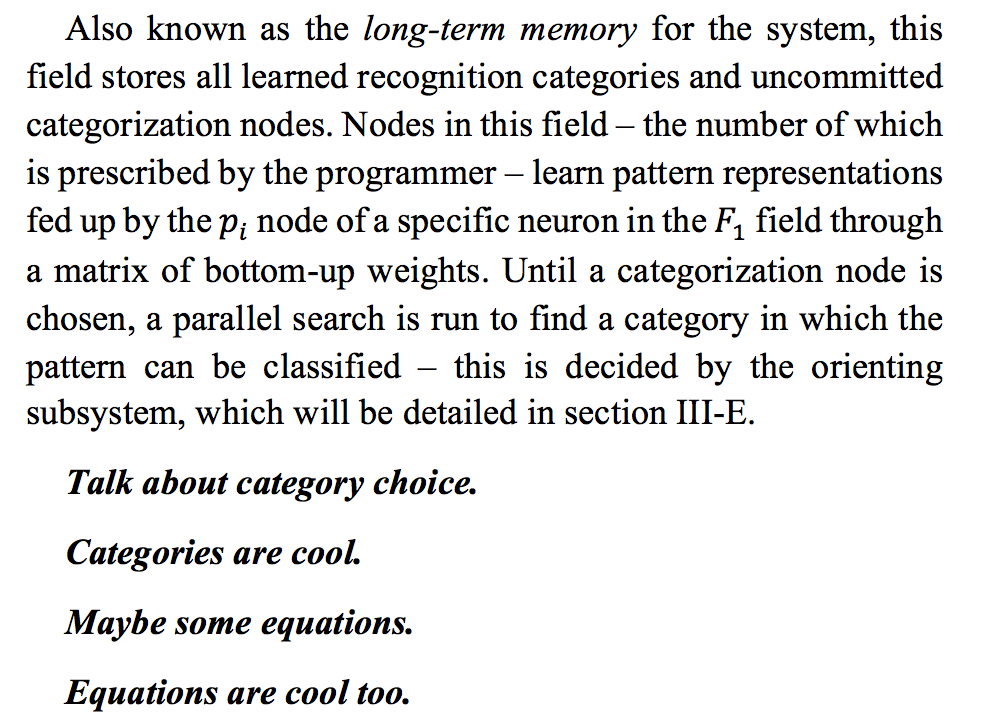 Also known as the long-term memory for the system, this
field stores all learned recognition categories and uncommitted
categorization nodes. Nodes in this field – the number of which
is prescribed by the programmer – learn pattern representations
fed up by the pᵢ node of a specific neuron in the F₁ field through
a matrix of bottom-up weights. Until a categorization node is
chosen, a parallel search is run to find a category in which the
pattern can be classified – this is decided by the orienting
subsystem, which will be detailed in section III-E.
Talk about category choice.
Categories are cool.
Maybe some equations.
Equations are cool too.